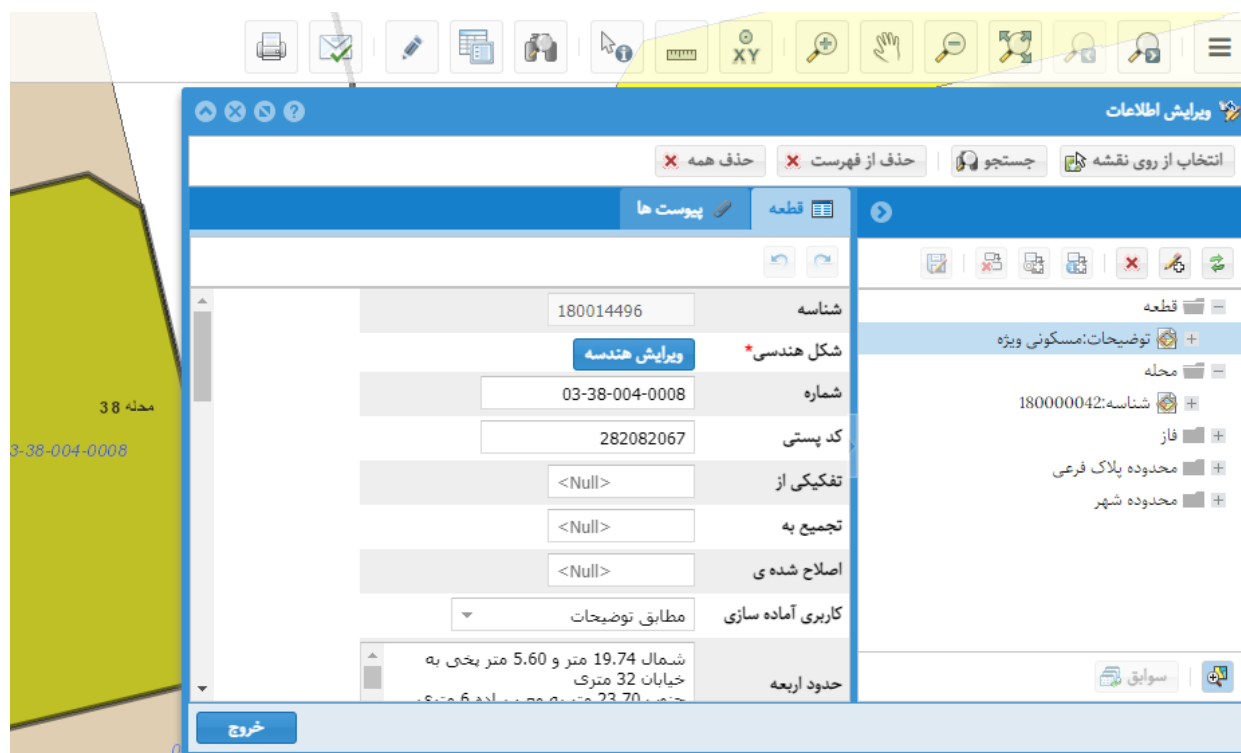 XY
ویرایش اطلاعات
انتخاب از روی نقشه
جستجو
حذف از فهرست
حذف همه
قطعه
پیوست ها
قطعه
توضیحات:مسکونی ویژه
محله
شناسه:180000042
فاز
محدوده پلاک فرعی
محدوده شهر
سوابق
شناسه 180014496
شکل هندسی* ویرایش هندسه
شماره 03-38-004-0008
کد پستی 282082067
تفکیکی از <Null>
تجمیع به <Null>
اصلاح شده ی <Null>
کاربری آماده سازی مطابق توضیحات
حدود اربعه
شمال 19.74 متر و 5.60 متر پخی به
خیابان 32 متری
خروج
محله 38
3-38-004-0008